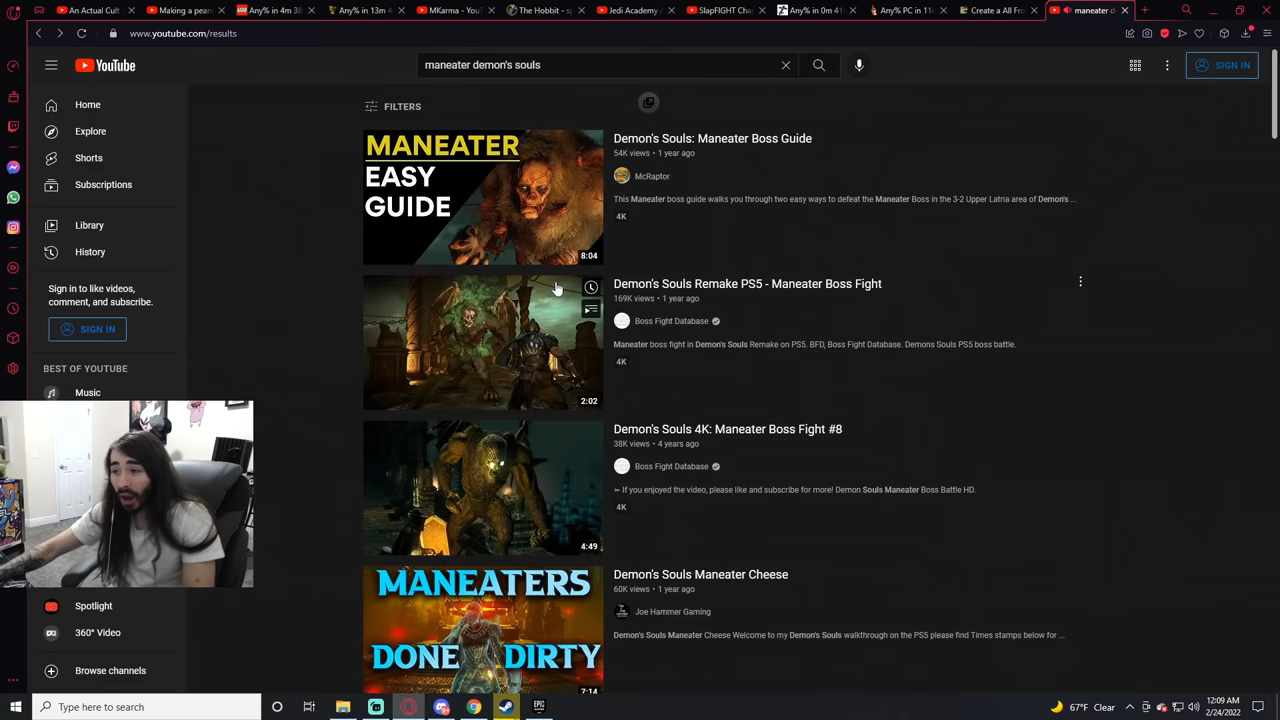 An Actual Cult
Making a pean
Any% in 4m 38
Any% in 13m 4
MKarma - You
The Hobbit - sp
Jedi Academy
SlapFIGHT Cha
Any% in 0m 41
Any% PC in 11
Create a All Fro
maneater de
www.youtube.com/results
YouTube
maneater demon's souls
SIGN IN
Home
Explore
Shorts
Subscriptions
Library
History
Sign in to like videos,
comment, and subscribe.
SIGN IN
BEST OF YOUTUBE
Music
Spotlight
360° Video
Browse channels
FILTERS
MANEATER
EASY
GUIDE
8:04
Demon's Souls: Maneater Boss Guide
54K views • 1 year ago
McRaptor
This Maneater boss guide walks you through two easy ways to defeat the Maneater Boss in the 3-2 Upper Latria area of Demon's ...
4K
2:02
Demon's Souls Remake PS5 - Maneater Boss Fight
169K views • 1 year ago
Boss Fight Database
Maneater boss fight in Demon's Souls Remake on PS5. BFD, Boss Fight Database. Demons Souls PS5 boss battle.
4K
4:49
Demon's Souls 4K: Maneater Boss Fight #8
38K views • 4 years ago
Boss Fight Database
➣ If you enjoyed the video, please like and subscribe for more! Demon Souls Maneater Boss Battle HD.
4K
MANEATERS
DONE DIRTY
7:14
Demon's Souls Maneater Cheese
60K views • 1 year ago
Joe Hammer Gaming
Demon's Souls Maneater Cheese Welcome to my Demon's Souls walkthrough on the PS5 please find Times stamps below for ...
Type here to search
67°F Clear
12:09 AM
2/24/2022